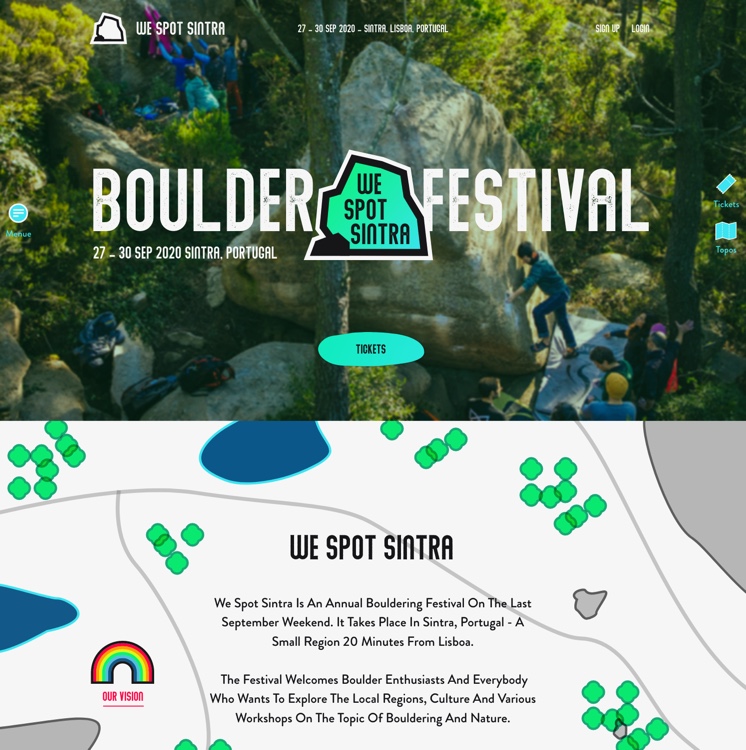 WE SPOT SINTRA
27 – 30 SEP 2020 – SINTRA, LISBOA, PORTUGAL
SIGN UP LOGIN
BOULDER WE SPOT SINTRA FESTIVAL
27 – 30 SEP 2020 SINTRA, PORTUGAL
Menue
Tickets
Topos
TICKETS
WE SPOT SINTRA
We Spot Sintra Is An Annual Bouldering Festival On The Last
September Weekend. It Takes Place In Sintra, Portugal - A
Small Region 20 Minutes From Lisboa.
The Festival Welcomes Boulder Enthusiasts And Everybody
Who Wants To Explore The Local Regions, Culture And Various
Workshops On The Topic Of Bouldering And Nature.
OUR VISION